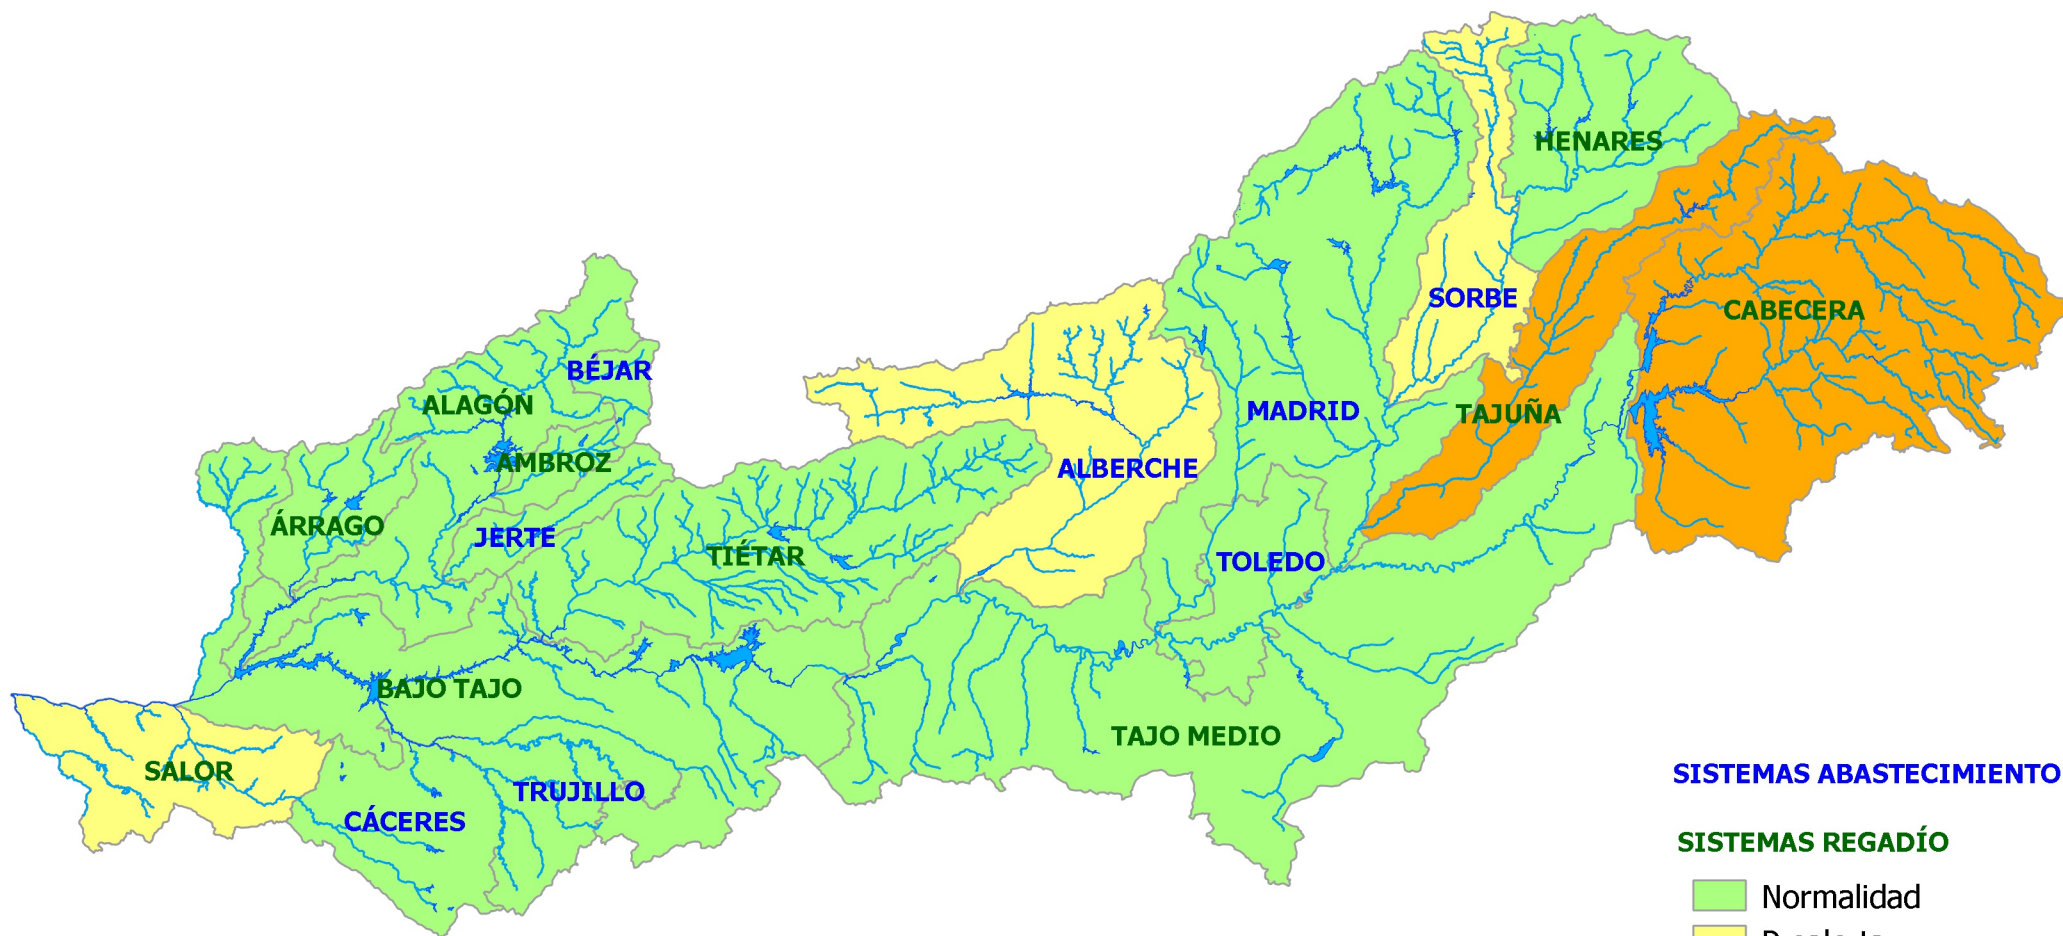 HENARES
SORBE
CABECERA
BÉJAR
ALAGÓN
MADRID
TAJUÑA
AMBROZ
ALBERCHE
ÁRRAGO
JERTE
TIÉTAR
TOLEDO
BAJO TAJO
TAJO MEDIO
SALOR
TRUJILLO
CÁCERES
SISTEMAS ABASTECIMIENTO
SISTEMAS REGADÍO
Normalidad